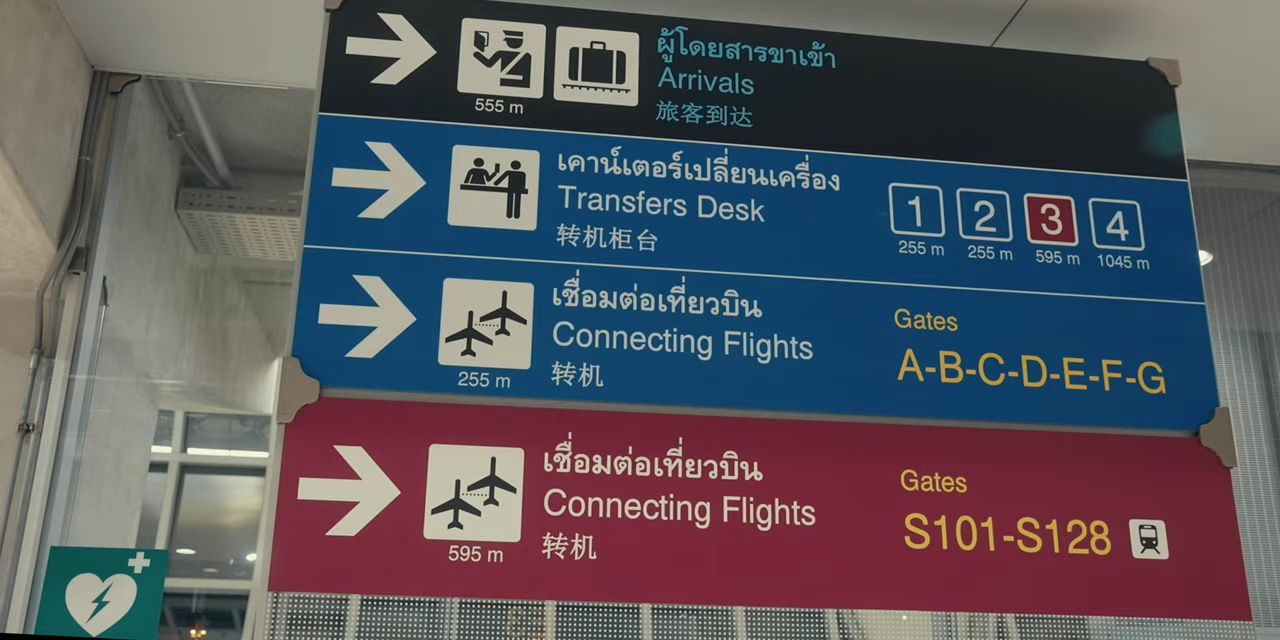 ผู้โดยสารขาเข้า
Arrivals
旅客到达
555 m
เคาน์เตอร์เปลี่ยนเครื่อง
Transfers Desk
转机柜台
1 2 3 4
255 m 255 m 595 m 1045 m
เชื่อมต่อเที่ยวบิน
Connecting Flights
转机
255 m
Gates
A-B-C-D-E-F-G
เชื่อมต่อเที่ยวบิน
Connecting Flights
转机
595 m
Gates
S101-S128